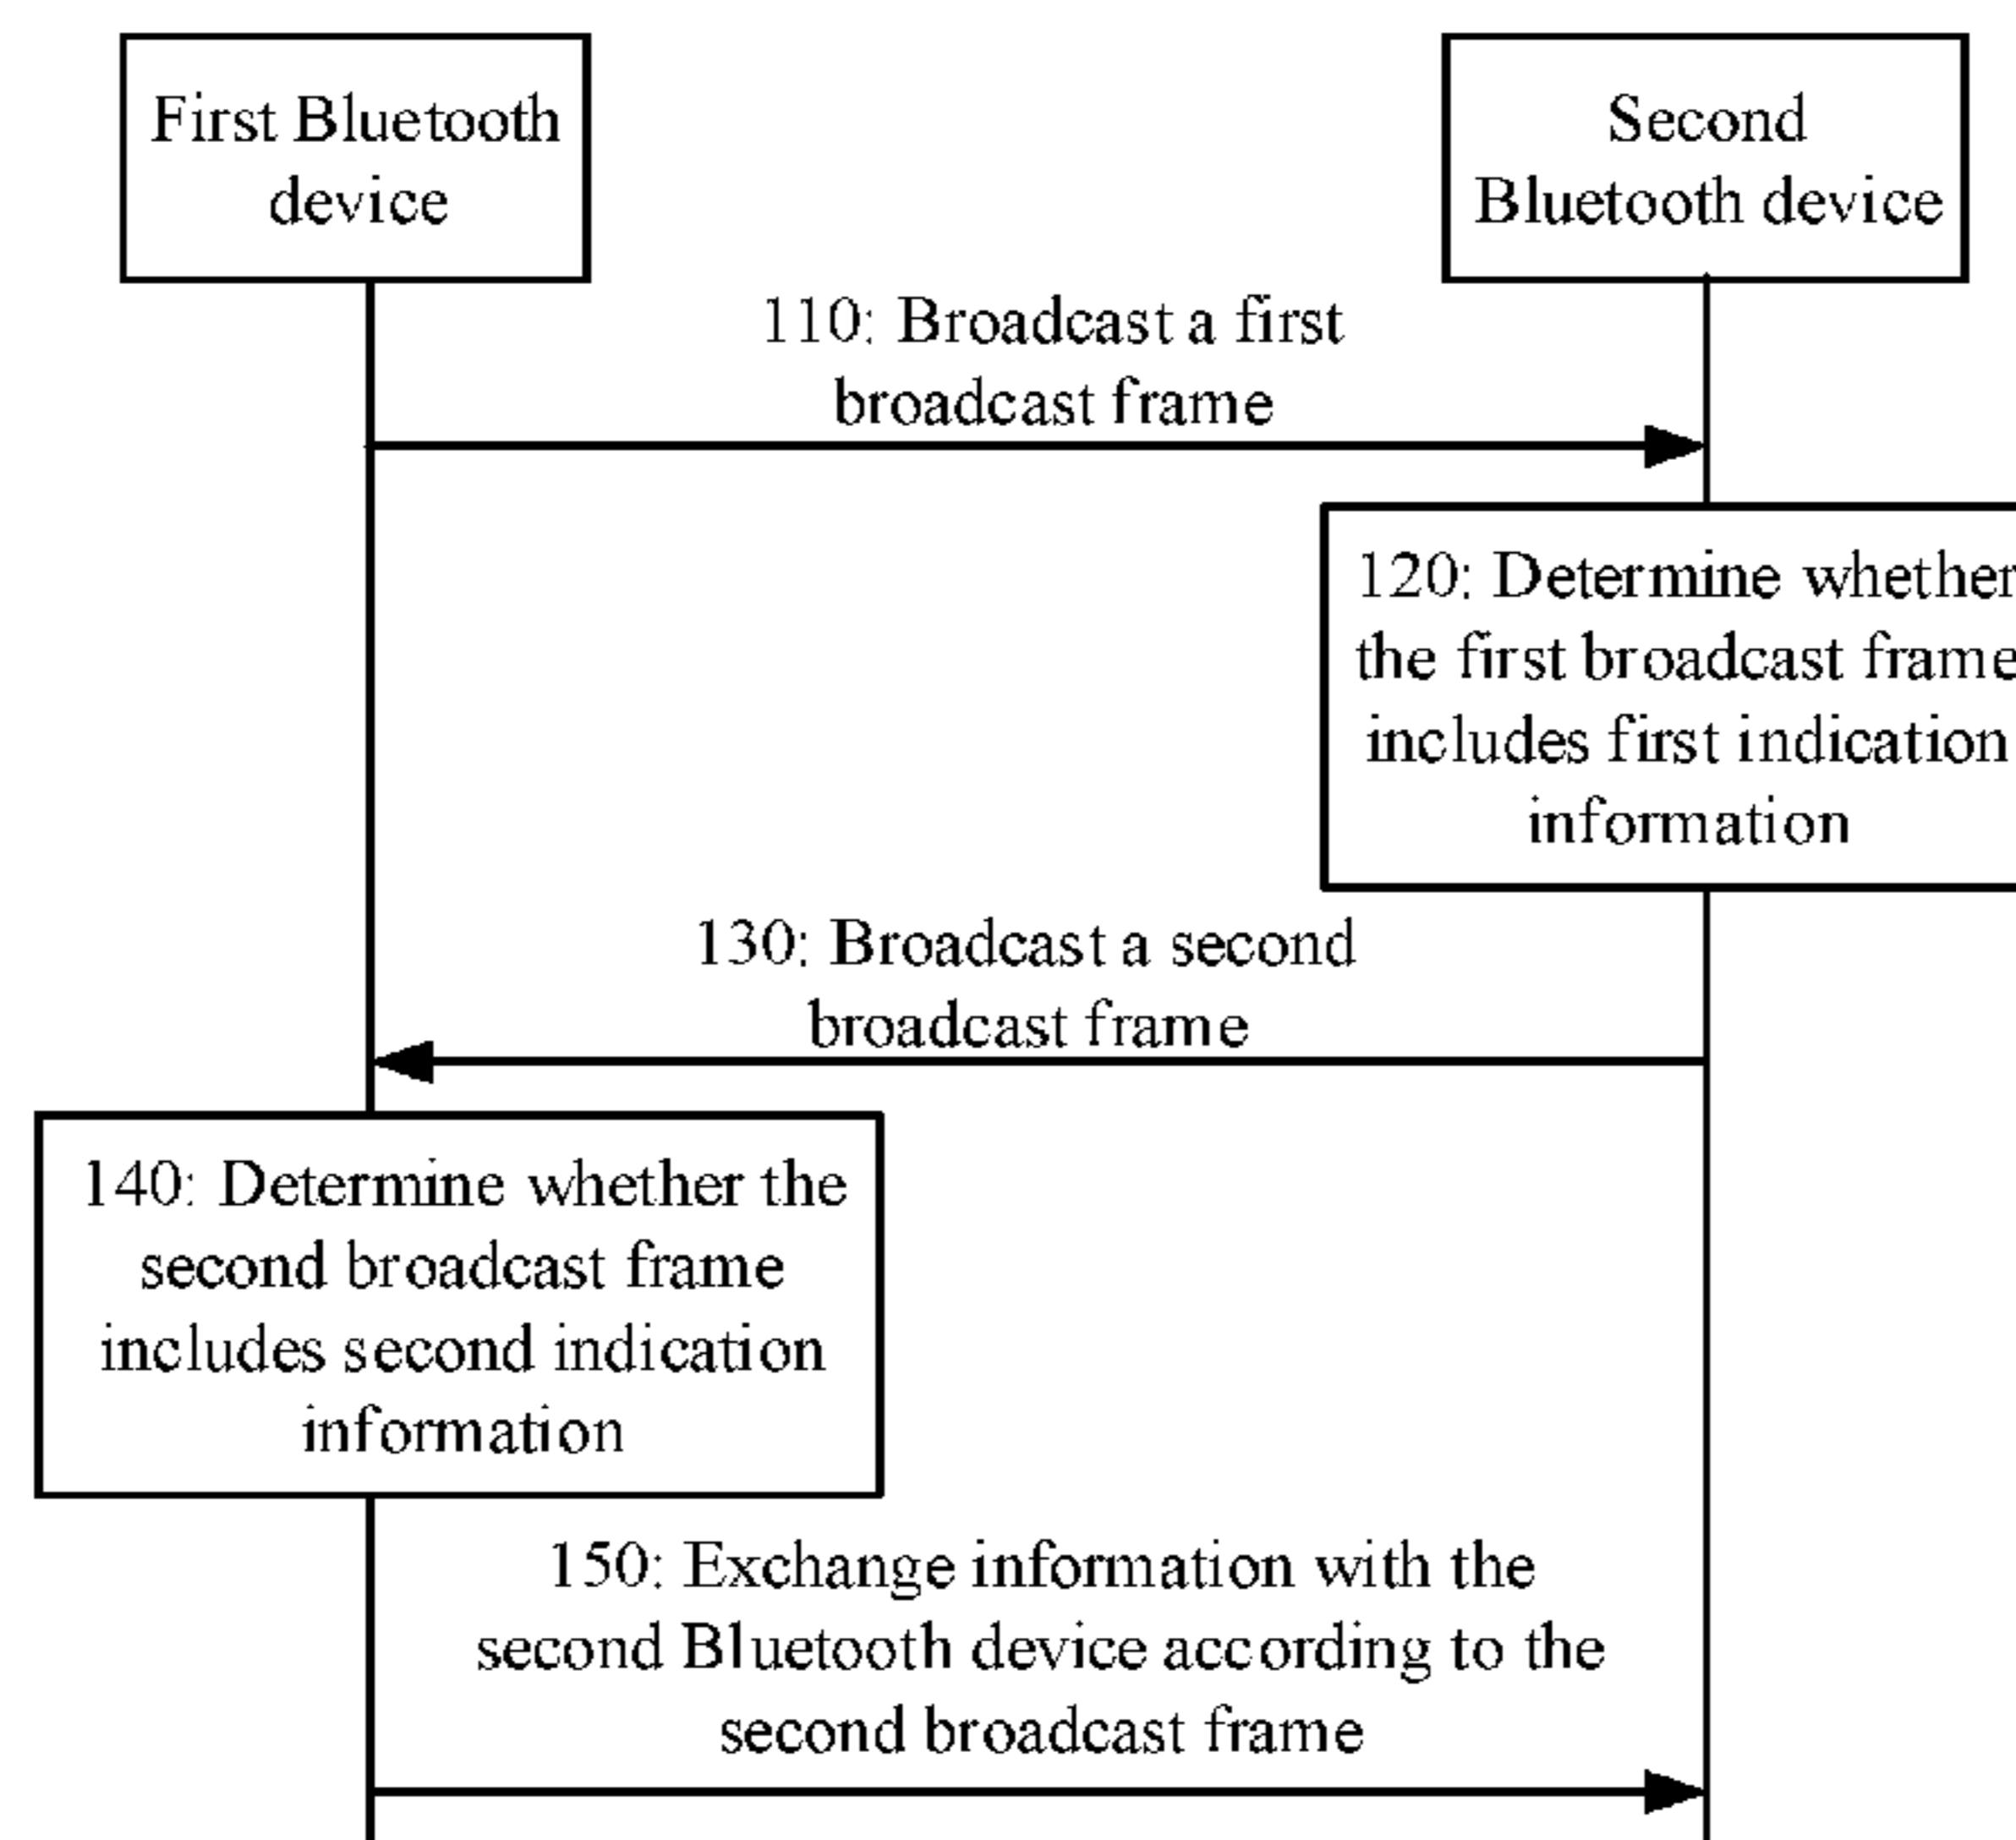 First Bluetooth
device
Second
Bluetooth device
110: Broadcast a first
broadcast frame
120: Determine whether
the first broadcast frame
includes first indication
information
130: Broadcast a second
broadcast frame
140: Determine whether the
second broadcast frame
includes second indication
information
150: Exchange information with the
second Bluetooth device according to the
second broadcast frame